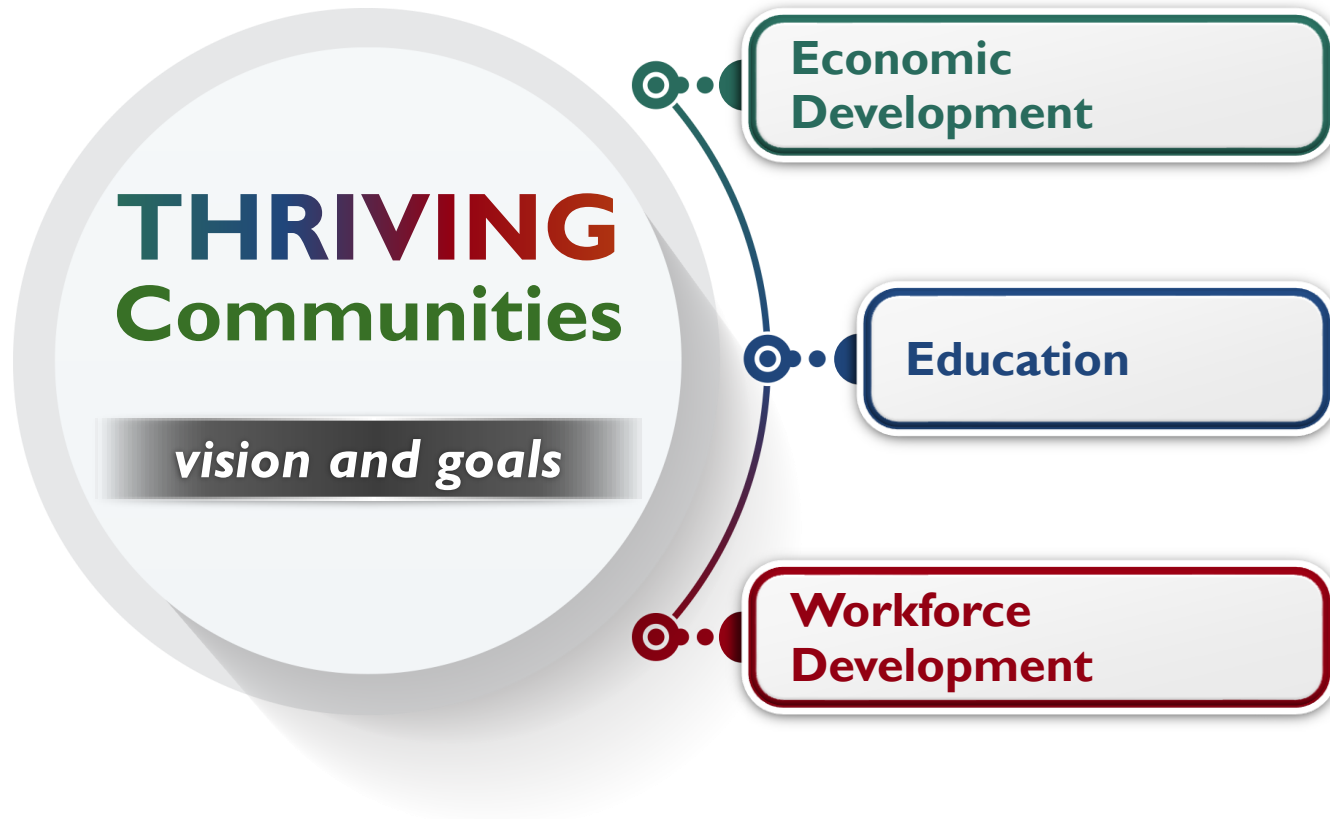 THRIVING
Communities
vision and goals
Economic
Development
Education
Workforce
Development